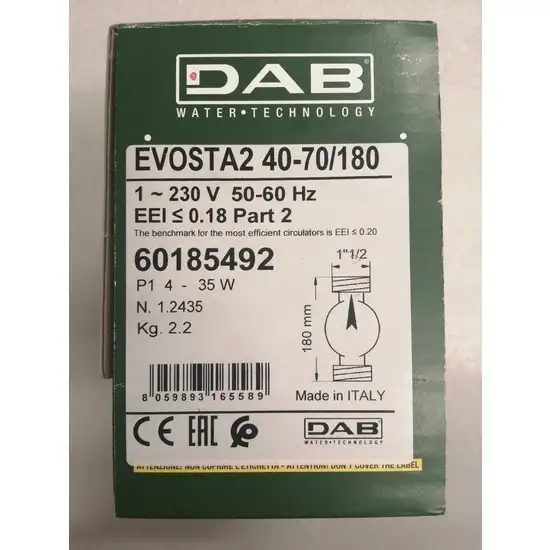 DAB
WATER•TECHNOLOGY
EVOSTA2 40-70/180
1 ~ 230 V 50-60 Hz
EEI ≤ 0.18 Part 2
The benchmark for the most efficient circulators is EEI ≤ 0.20
60185492
1"1/2
P1 4 - 35 W
180 mm
N. 1.2435
Kg. 2.2
8 059893 165589
Made in ITALY
CE EAC
DAB
WATER•TECHNOLOGY
ATTENZIONE: NON COPRIRE L'ETICHETTA - ATTENTION: DON'T COVER THE LABEL